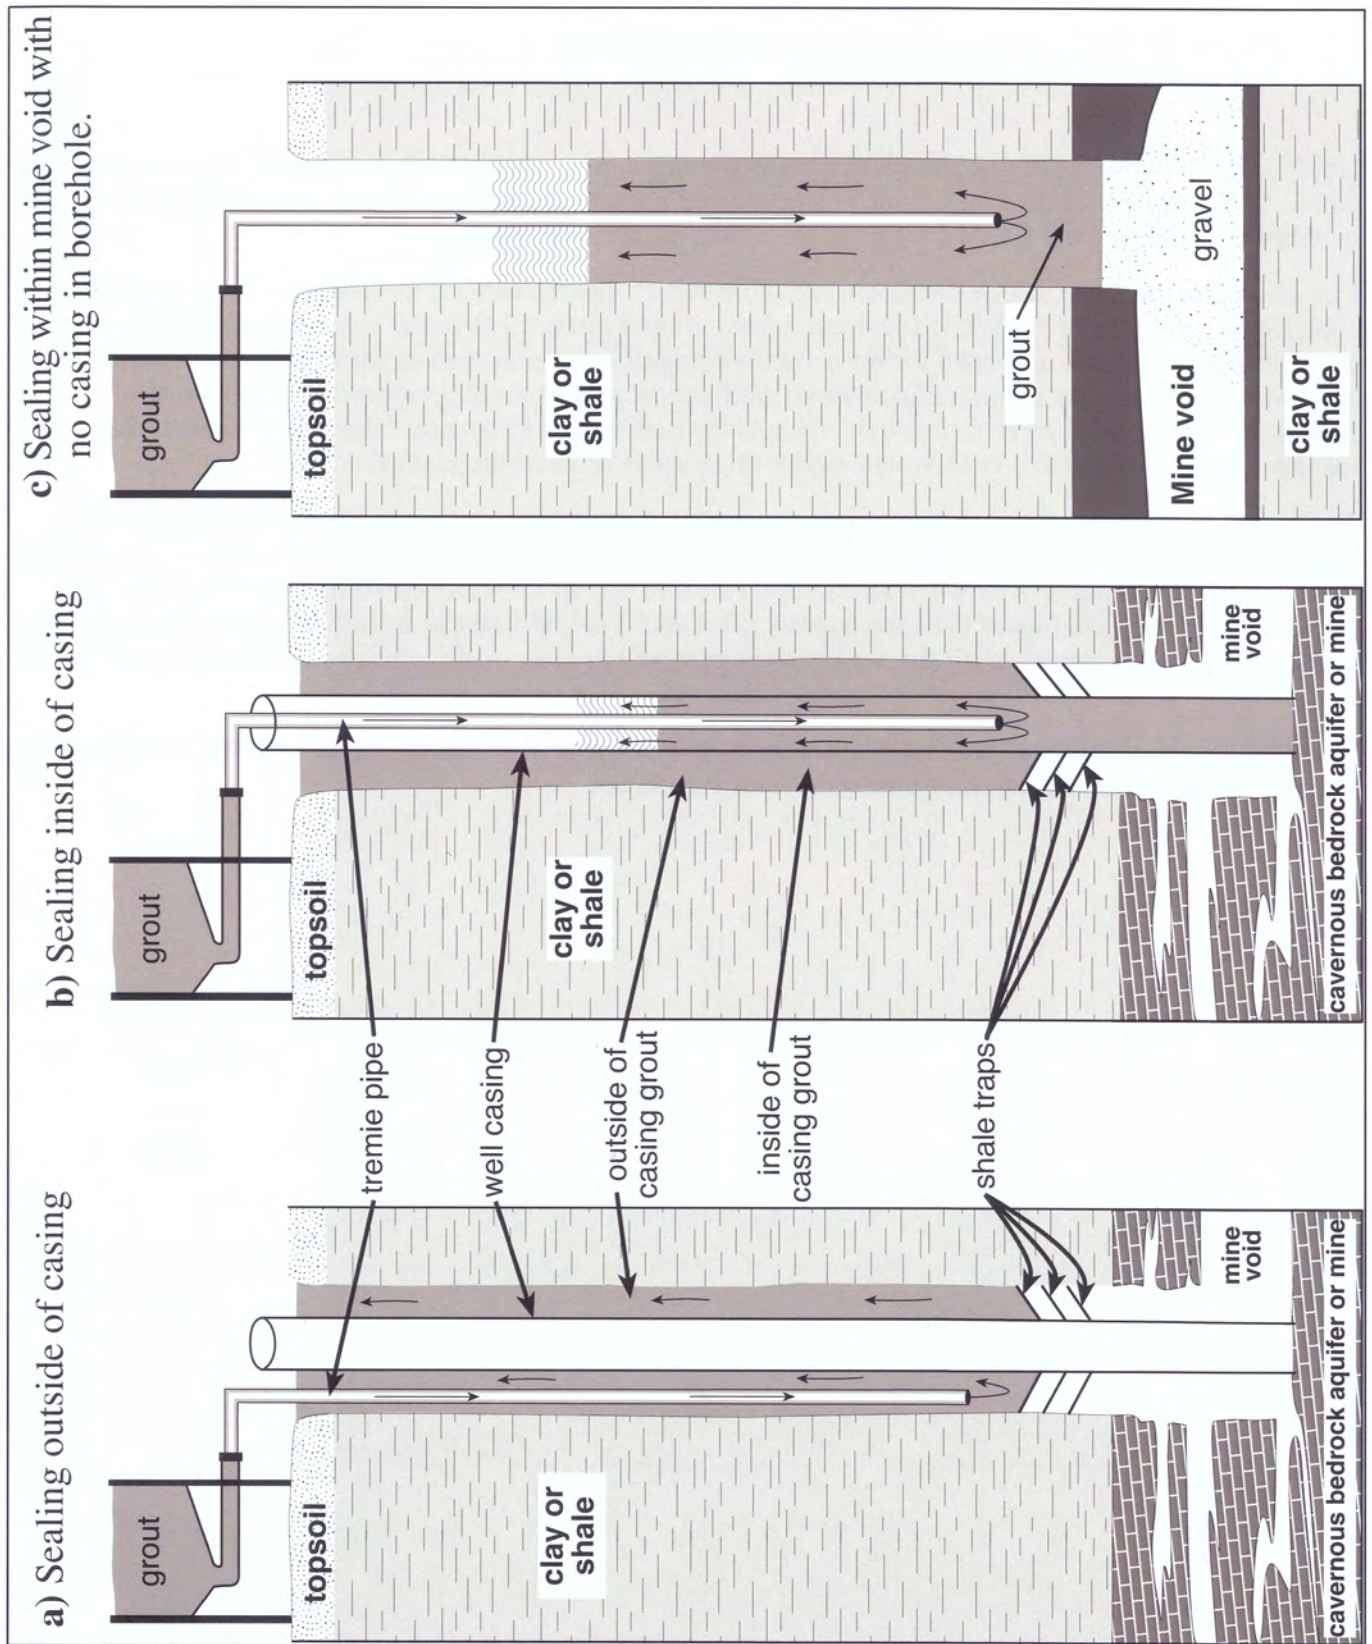 a) Sealing outside of casing
grout
topsoil
clay or
shale
mine
void
cavernous bedrock aquifer or mine
tremie pipe
well casing
outside of
casing grout
inside of
casing grout
shale traps
b) Sealing inside of casing
grout
topsoil
clay or
shale
mine
void
cavernous bedrock aquifer or mine
c) Sealing within mine void with
no casing in borehole.
grout
topsoil
clay or
shale
grout
gravel
Mine void
clay or
shale